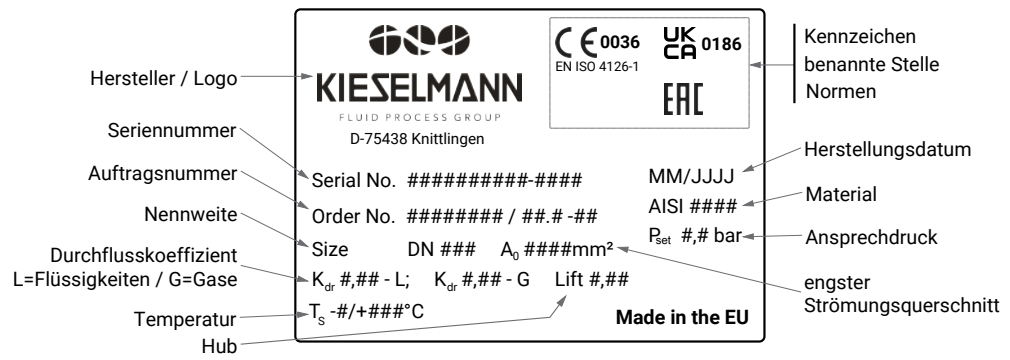 Hersteller / Logo
Seriennummer
Auftragsnummer
Nennweite
Durchflusskoeffizient
L=Flüssigkeiten / G=Gase
Temperatur
Hub
KIESELMANN
FLUID PROCESS GROUP
D-75438 Knittlingen
CE 0036
EN ISO 4126-1
UK
CA 0186
EAC
Serial No. ##########-####
MM/JJJJ
Order No. ######## / ##.# -##
AISI ####
Size DN ### A₀ ####mm²
Pset #,# bar
Kdr #,## - L; Kdr #,## - G Lift #,##
Ts -#/+###°C
Made in the EU
Kennzeichen
benannte Stelle
Normen
Herstellungsdatum
Material
Ansprechdruck
engster
Strömungsquerschnitt